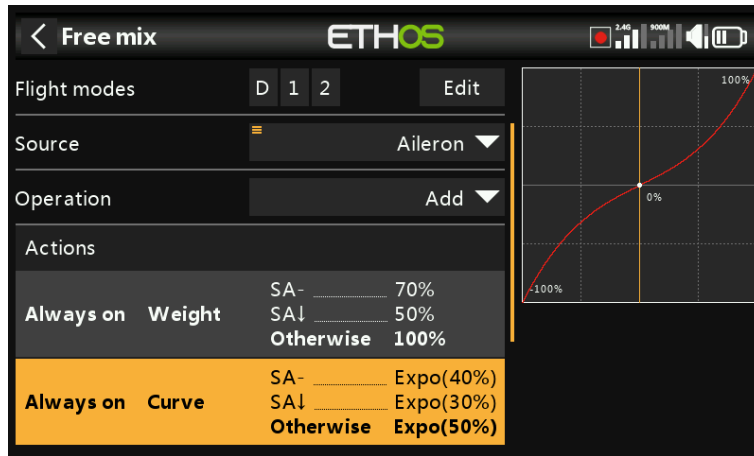 Free mix
ETHOS
2.4G
900M
Flight modes D 1 2 Edit
Source Aileron
Operation Add
Actions
Always on Weight
SA- 70%
SA↓ 50%
Otherwise 100%
Always on Curve
SA- Expo(40%)
SA↓ Expo(30%)
Otherwise Expo(50%)
100%
0%
-100%